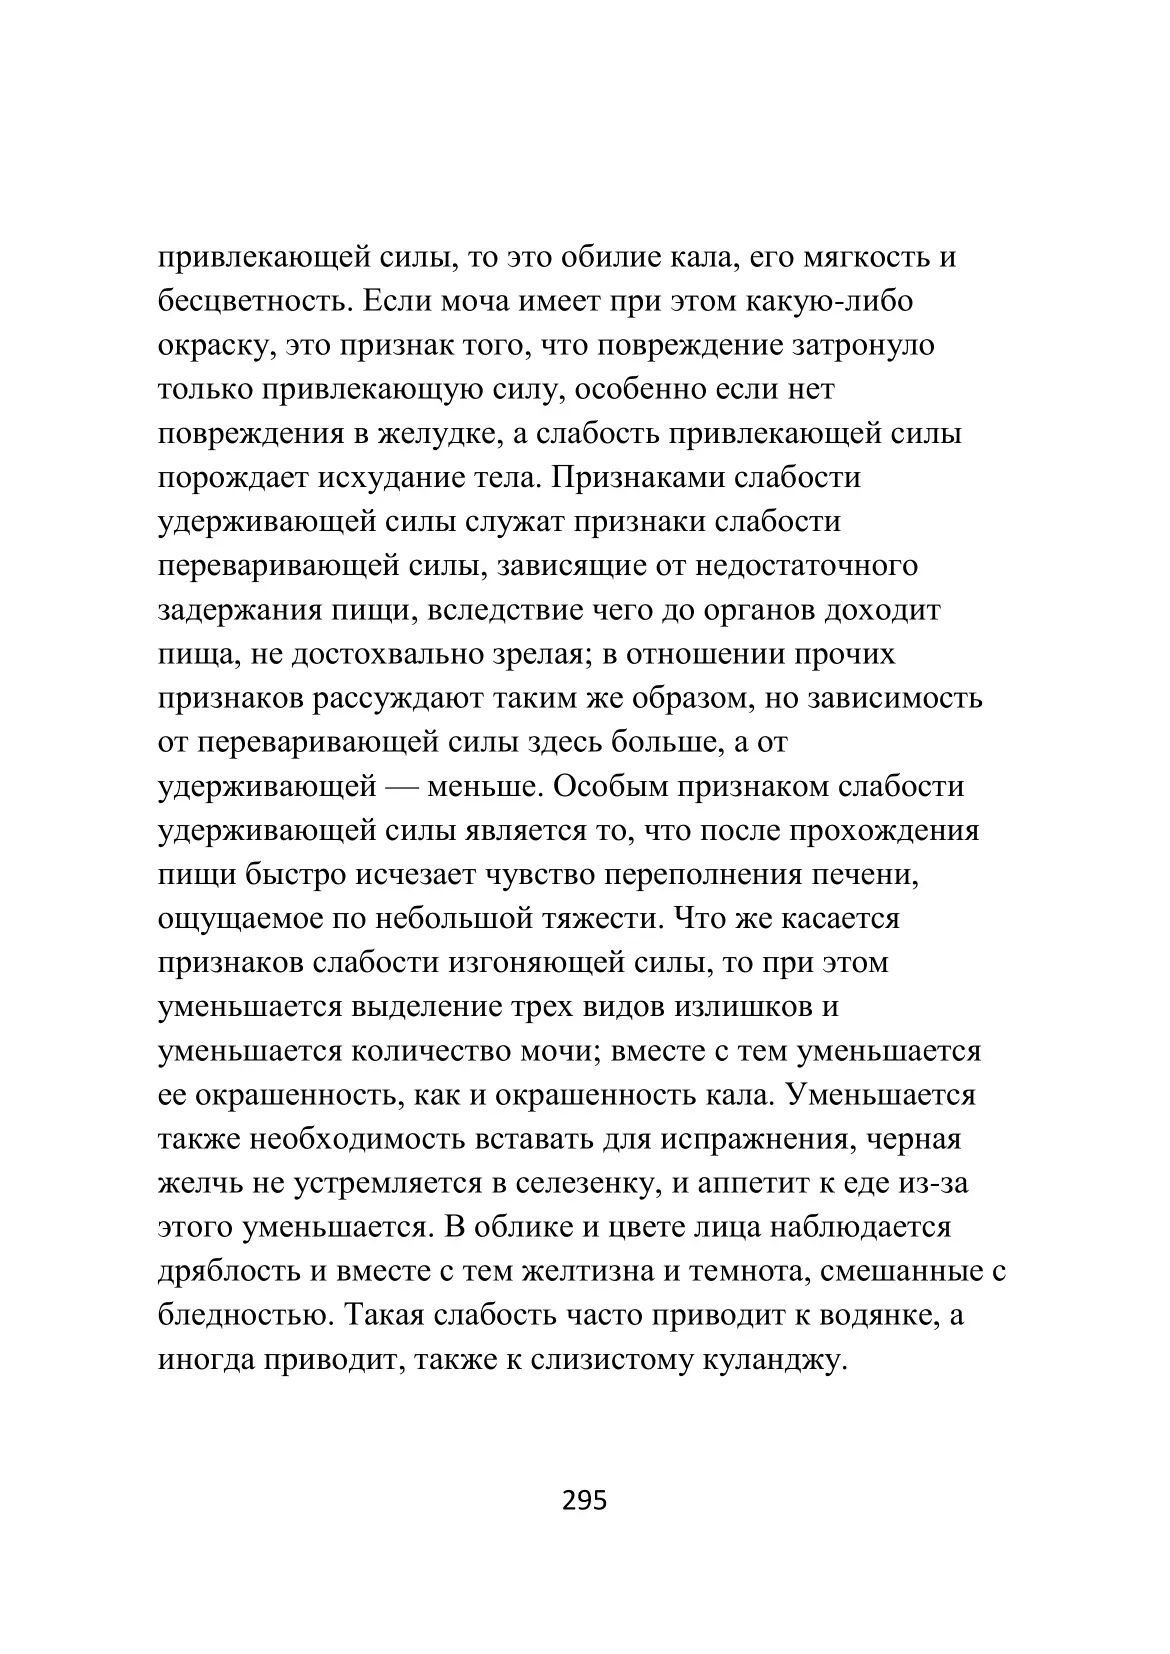 привлекающей силы, то это обилие кала, его мягкость и
бесцветность. Если моча имеет при этом какую-либо
окраску, это признак того, что повреждение затронуло
только привлекающую силу, особенно если нет
повреждения в желудке, а слабость привлекающей силы
порождает исхудание тела. Признаками слабости
удерживающей силы служат признаки слабости
переваривающей силы, зависящие от недостаточного
задержания пищи, вследствие чего до органов доходит
пища, не достохвально зрелая; в отношении прочих
признаков рассуждают таким же образом, но зависимость
от переваривающей силы здесь больше, а от
удерживающей — меньше. Особым признаком слабости
удерживающей силы является то, что после прохождения
пищи быстро исчезает чувство переполнения печени,
ощущаемое по небольшой тяжести. Что же касается
признаков слабости изгоняющей силы, то при этом
уменьшается выделение трех видов излишков и
уменьшается количество мочи; вместе с тем уменьшается
ее окрашенность, как и окрашенность кала. Уменьшается
также необходимость вставать для испражнения, черная
желчь не устремляется в селезенку, и аппетит к еде из-за
этого уменьшается. В облике и цвете лица наблюдается
дряблость и вместе с тем желтизна и темнота, смешанные с
бледностью. Такая слабость часто приводит к водянке, а
иногда приводит, также к слизистому куланджу.
295